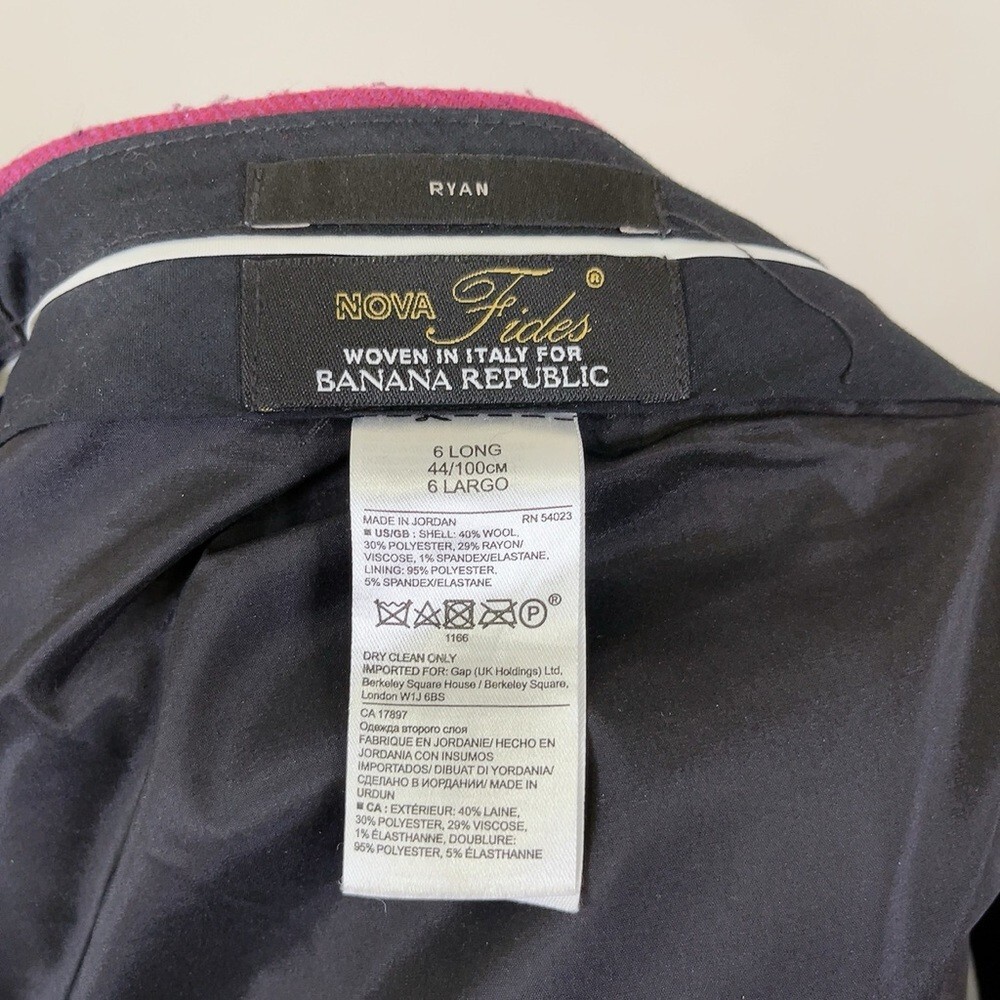 RYAN
NOVA Fides ®
WOVEN IN ITALY FOR
BANANA REPUBLIC
6 LONG
44/100CM
6 LARGO
MADE IN JORDAN RN 54023
■ US/GB : SHELL: 40% WOOL,
30% POLYESTER, 29% RAYON/
VISCOSE, 1% SPANDEX/ELASTANE,
LINING: 95% POLYESTER,
5% SPANDEX/ELASTANE
P ®
1166
DRY CLEAN ONLY
IMPORTED FOR: Gap (UK Holdings) Ltd,
Berkeley Square House / Berkeley Square,
London W1J 6BS
CA 17897
Одежда второго слоя
FABRIQUE EN JORDANIE/ HECHO EN
JORDANIA CON INSUMOS
IMPORTADOS/ DIBUAT DI YORDANIA/
СДЕЛАНО В ИОРДАНИИ/ MADE IN
URDUN
■ CA : EXTÉRIEUR: 40% LAINE,
30% POLYESTER, 29% VISCOSE,
1% ÉLASTHANNE, DOUBLURE:
95% POLYESTER, 5% ÉLASTHANNE